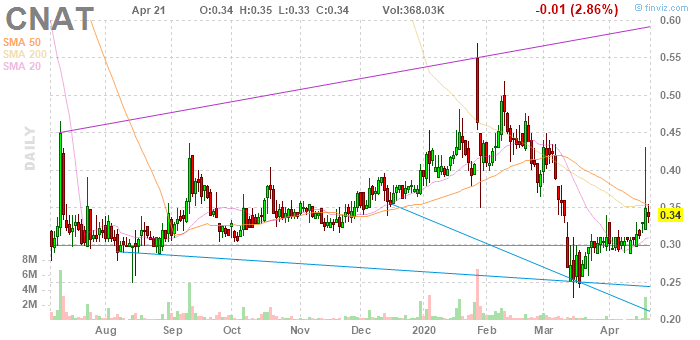 CNAT
Apr 21 O:0.34 H:0.35 L:0.33 C:0.34 Vol:368.03K -0.01 (2.86%)
© finviz.com
SMA 50
SMA 200
SMA 20
DAILY
0.60
0.55
0.50
0.45
0.40
0.35
0.34
0.30
0.25
0.20
8M
6M
4M
2M
Aug Sep Oct Nov Dec 2020 Feb Mar Apr